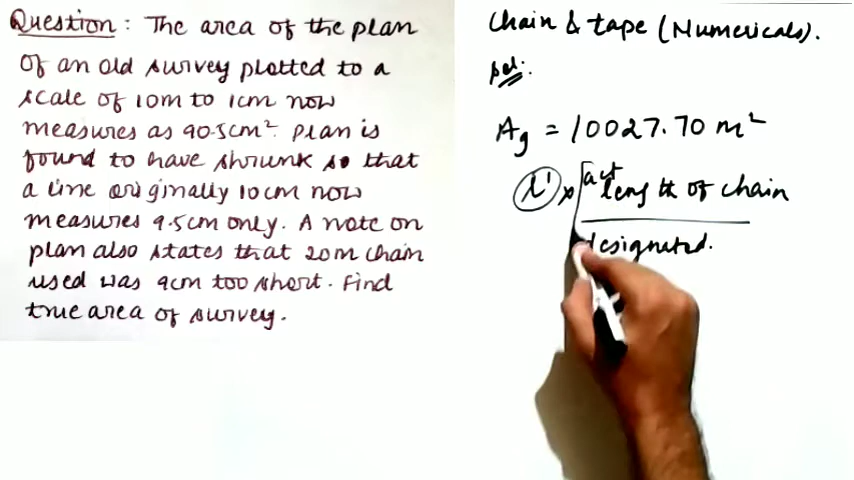 Question: The area of the plan
of an old survey plotted to a
scale of 10m to 1cm now
measures as 90.5cm². Plan is
found to have shrunk so that
a line originally 10cm now
measures 9.5cm only. A note on
plan also states that 20m chain
used was 9cm too short. Find
true area of survey.
Chain & tape (Numericals).
Sol:
Ag = 10027.70 m²
act
length of chain
designated.